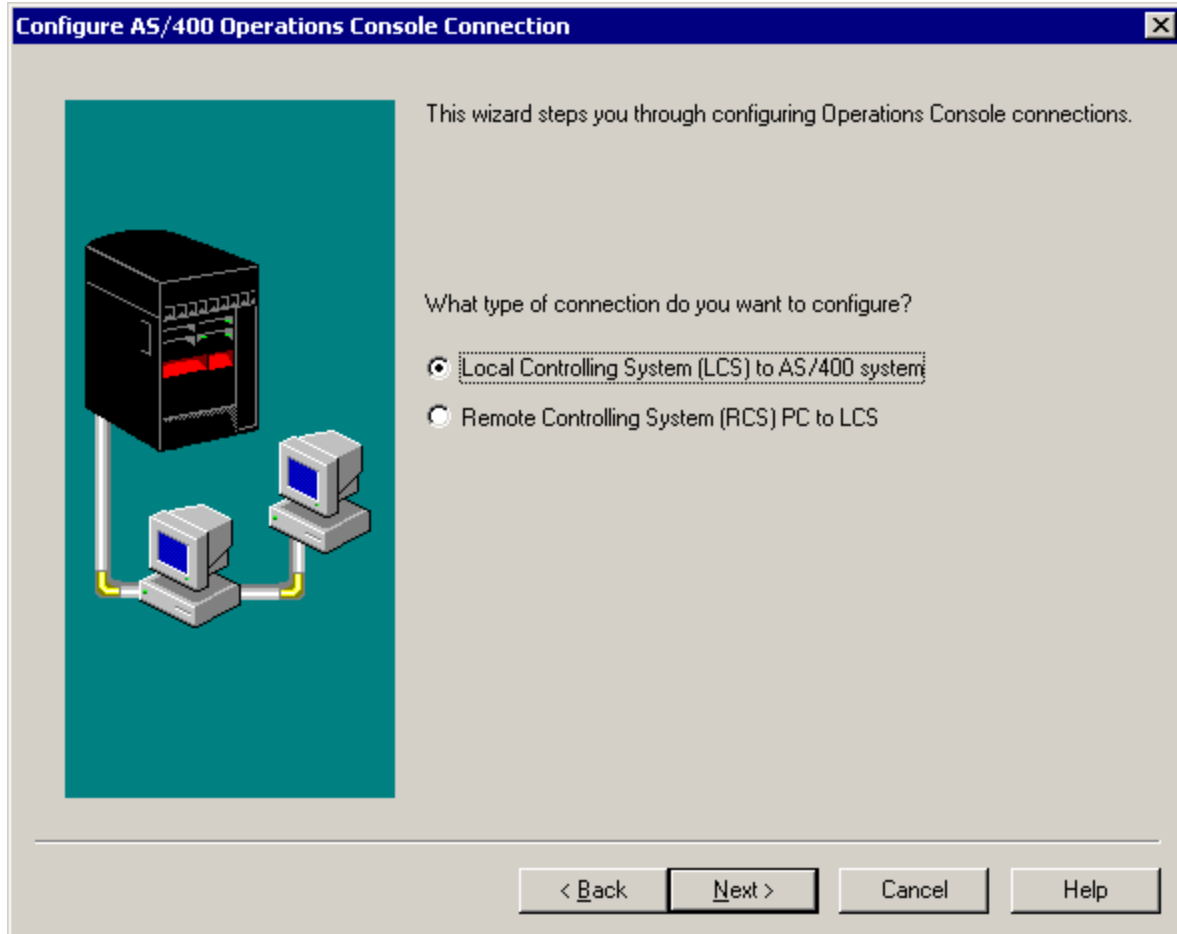 Configure AS/400 Operations Console Connection
This wizard steps you through configuring Operations Console connections.
What type of connection do you want to configure?
Local Controlling System (LCS) to AS/400 system
Remote Controlling System (RCS) PC to LCS
< Back
Next >
Cancel
Help